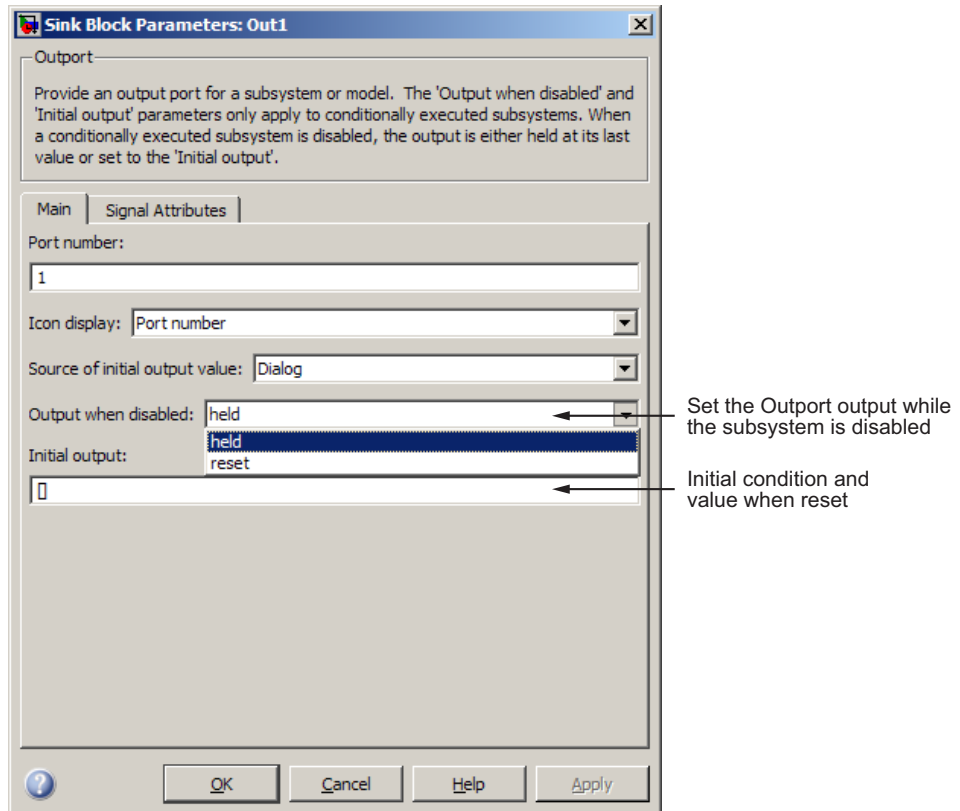 Sink Block Parameters: Out1
Outport
Provide an output port for a subsystem or model. The 'Output when disabled' and
'Initial output' parameters only apply to conditionally executed subsystems. When
a conditionally executed subsystem is disabled, the output is either held at its last
value or set to the 'Initial output'.
Main
Signal Attributes
Port number:
1
Icon display: Port number
Source of initial output value: Dialog
Output when disabled: held
held
reset
Initial output:
[]
Set the Outport output while
the subsystem is disabled
Initial condition and
value when reset
OK
Cancel
Help
Apply